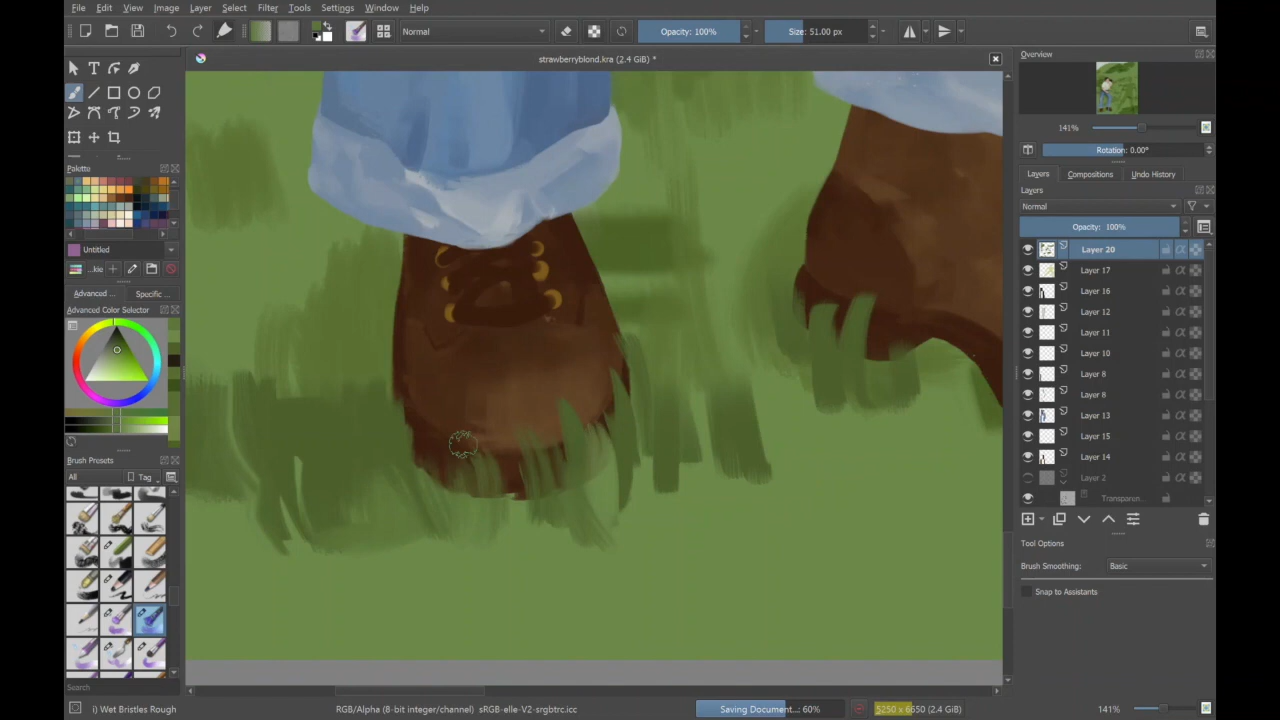 File Edit View Image Layer Select Filter Tools Settings Window Help
Normal Opacity: 100% Size: 51.00 px
strawberryblond.kra (2.4 GiB) *
Overview
141%
Rotation: 0.00°
Palette
Layers Compositions Undo History
Layers
Normal
Opacity: 100%
Untitled
..kie
Advanced ... Specific ...
Advanced Color Selector
Layer 20
Layer 17
Layer 16
Layer 12
Layer 11
Layer 10
Layer 8
Layer 8
Layer 13
Layer 15
Layer 14
Layer 2
Transparen...
Brush Presets
All Tag
Tool Options
Brush Smoothing: Basic
Snap to Assistants
Search
i) Wet Bristles Rough RGB/Alpha (8-bit integer/channel) sRGB-elle-V2-srgbtrc.icc Saving Document...: 60% 5250 x 6650 (2.4 GiB) 141%